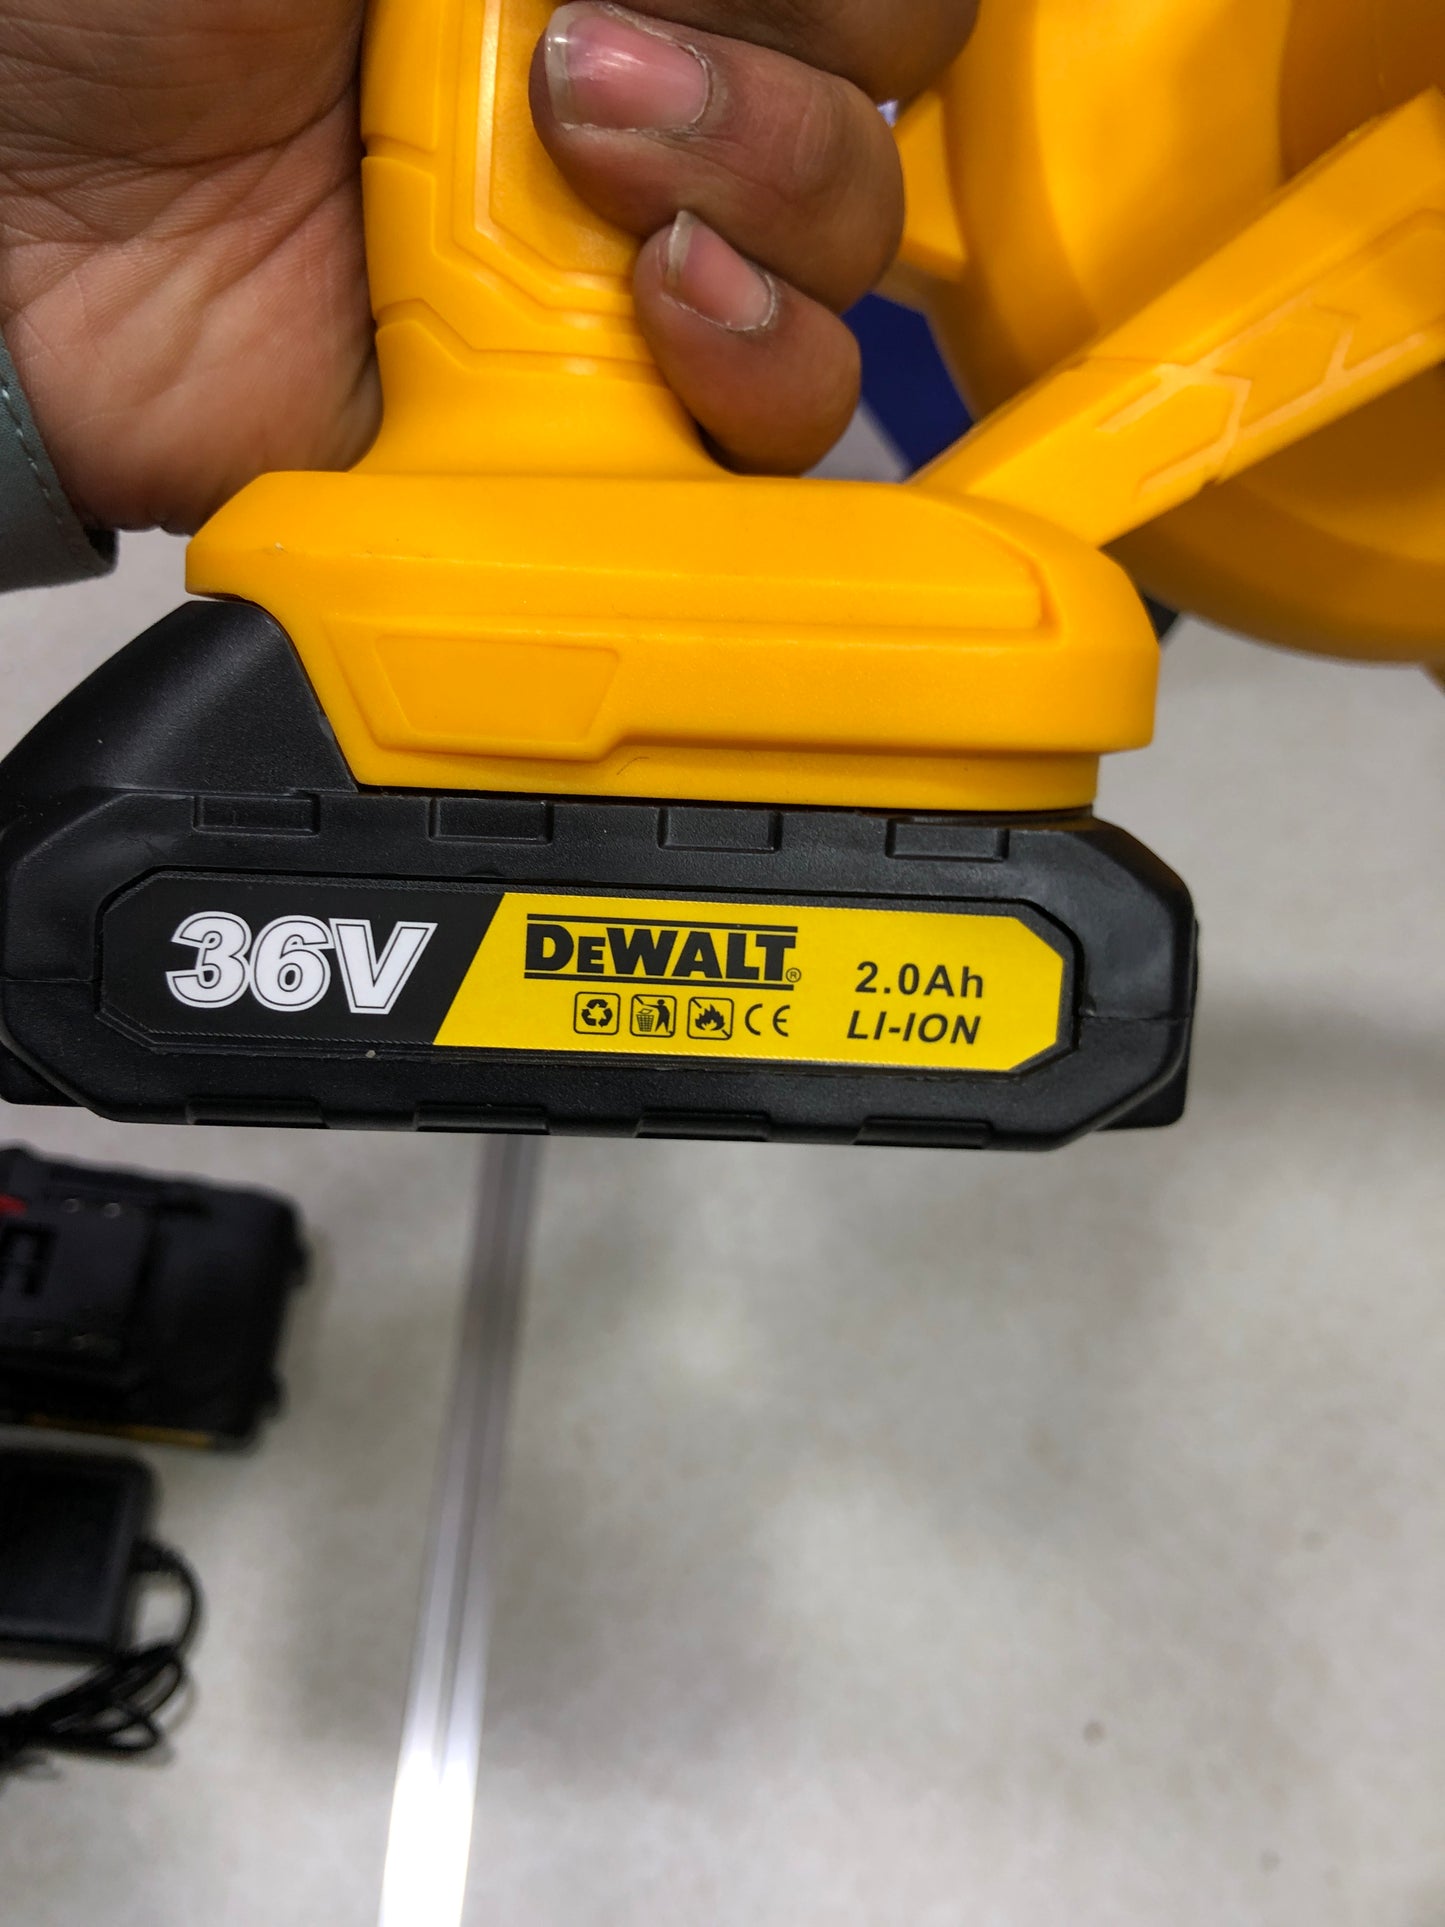 36V
DEWALT®
2.0Ah
CE
LI-ION